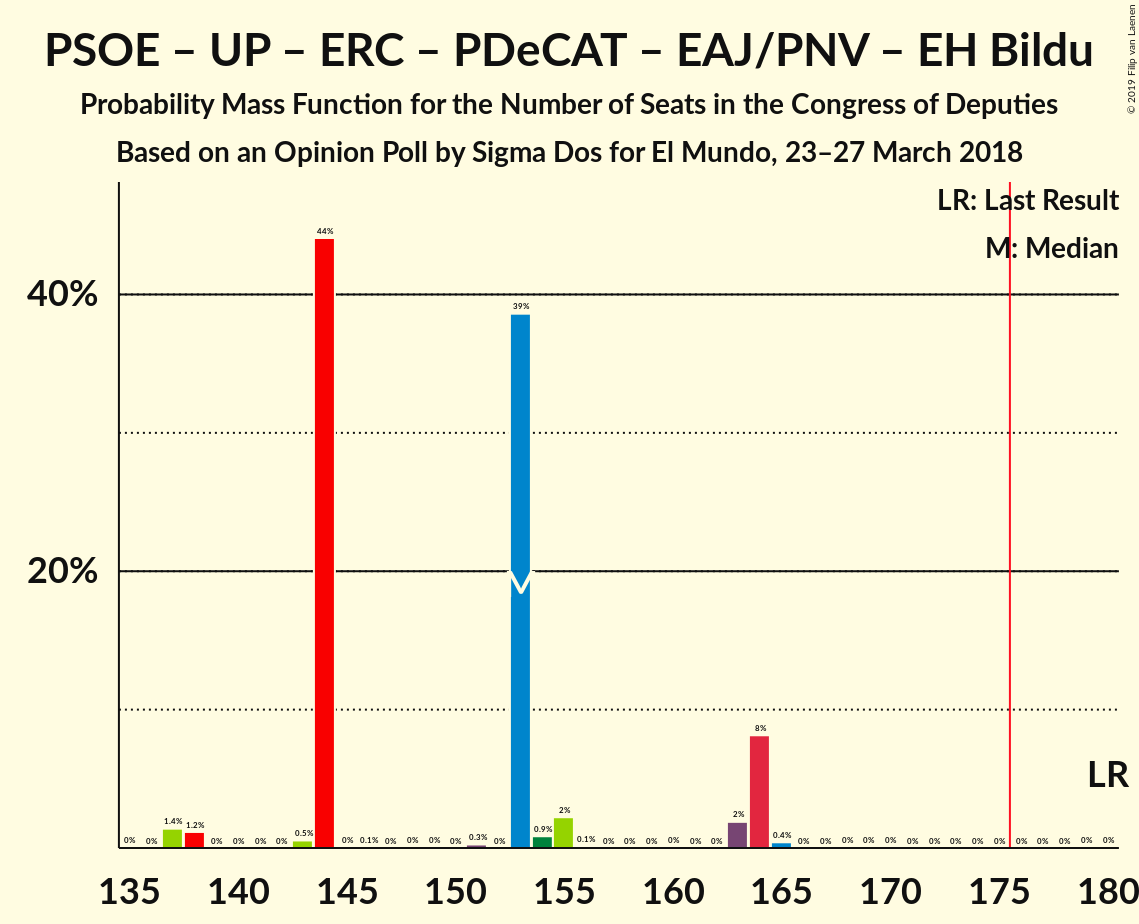 PSOE – UP – ERC – PDeCAT – EAJ/PNV – EH Bildu
Probability Mass Function for the Number of Seats in the Congress of Deputies
Based on an Opinion Poll by Sigma Dos for El Mundo, 23–27 March 2018
© 2019 Filip van Laenen
LR: Last Result
M: Median
40%
20%
0% 0% 1.4% 1.2% 0% 0% 0% 0% 0.5% 44% 0% 0.1% 0% 0% 0% 0% 0.3% 0% 39% 0.9% 2% 0.1% 0% 0% 0% 0% 0% 0% 2% 8% 0.4% 0% 0% 0% 0% 0% 0% 0% 0% 0% 0% 0% 0% 0% 0% 0%
LR
135 140 145 150 155 160 165 170 175 180